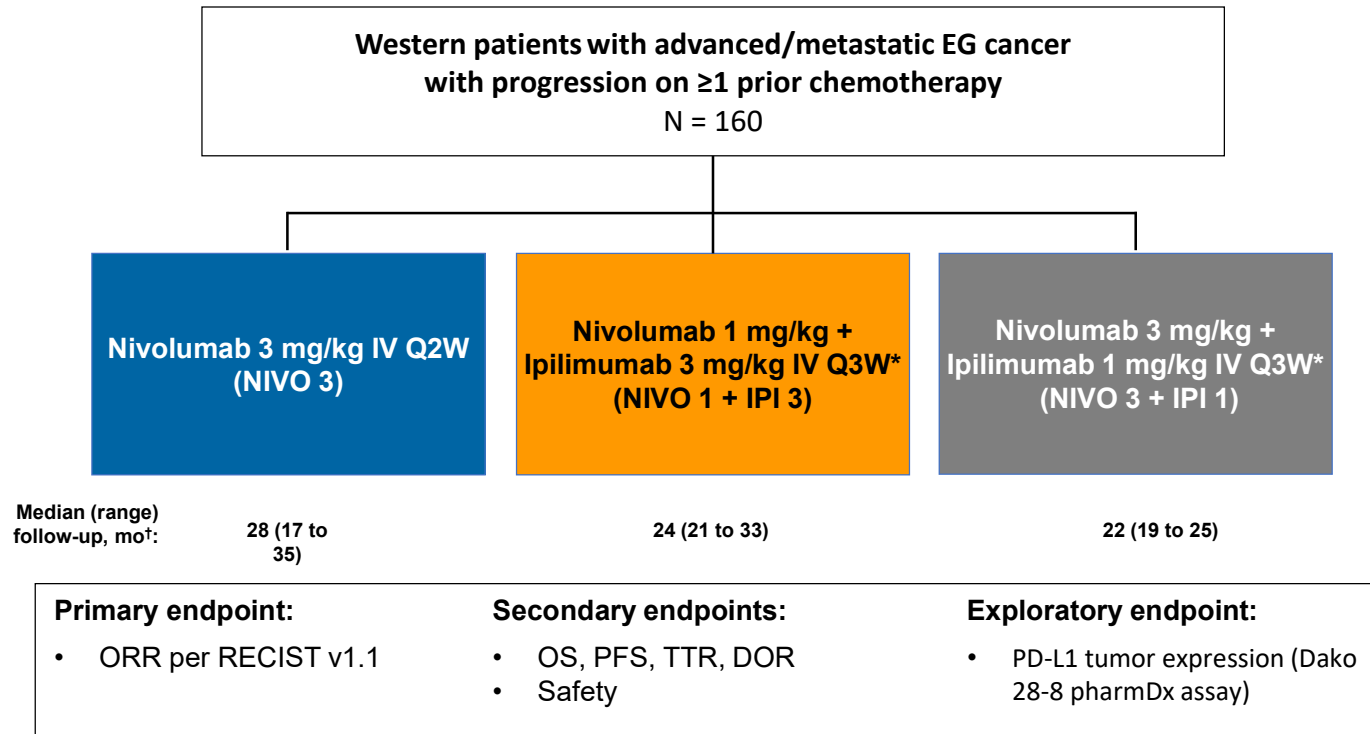 Western patients with advanced/metastatic EG cancer
with progression on ≥1 prior chemotherapy
N = 160
Nivolumab 3 mg/kg IV Q2W
(NIVO 3)
Nivolumab 1 mg/kg +
Ipilimumab 3 mg/kg IV Q3W*
(NIVO 1 + IPI 3)
Nivolumab 3 mg/kg +
Ipilimumab 1 mg/kg IV Q3W*
(NIVO 3 + IPI 1)
Median (range)
follow-up, mo†:
28 (17 to
35)
24 (21 to 33)
22 (19 to 25)
Primary endpoint:
• ORR per RECIST v1.1
Secondary endpoints:
• OS, PFS, TTR, DOR
• Safety
Exploratory endpoint:
• PD-L1 tumor expression (Dako
28-8 pharmDx assay)